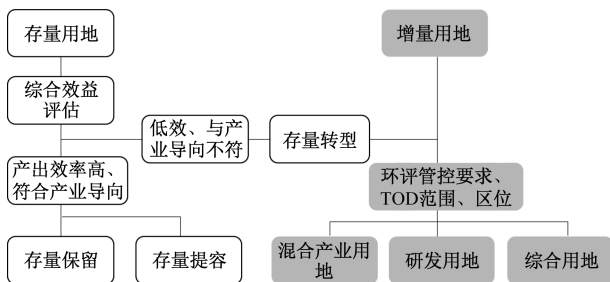 存量用地
增量用地
综合效益
评估
低效、与产
业导向不符
存量转型
产出效率高、
符合产业导向
环评管控要求、
TOD范围、区位
存量保留
存量提容
混合产业用
地
研发用地
综合用地